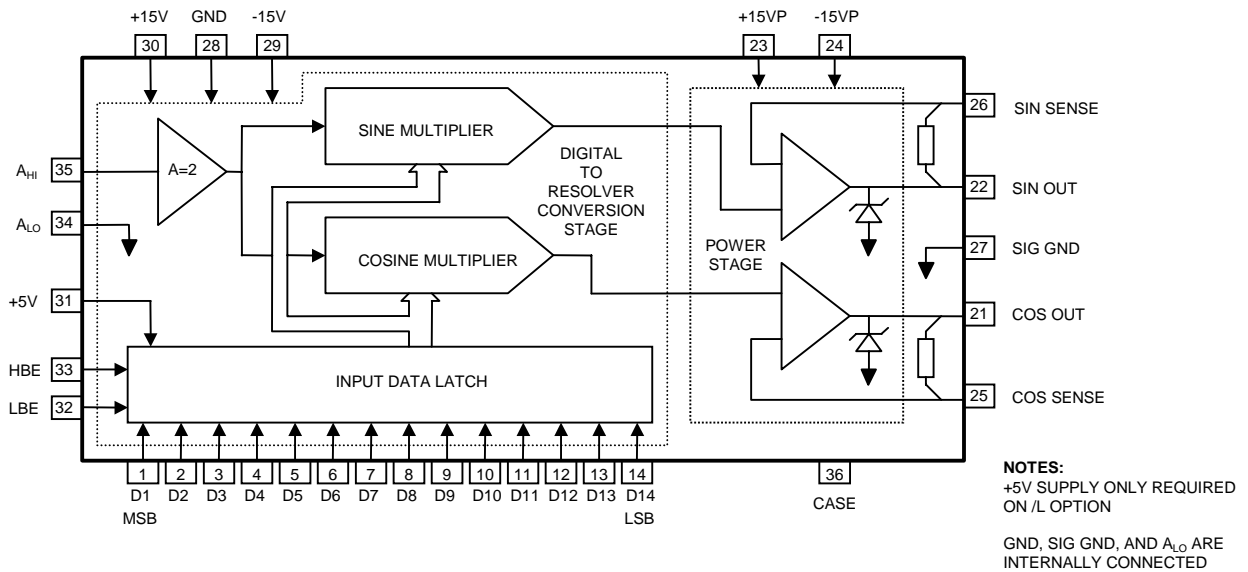 +15V GND -15V +15VP -15VP
30 28 29 23 24
26 SIN SENSE
SINE MULTIPLIER
A=2
AHI 35
DIGITAL
TO
RESOLVER
CONVERSION
STAGE
22 SIN OUT
ALO 34
POWER
STAGE
27 SIG GND
COSINE MULTIPLIER
+5V 31
21 COS OUT
HBE 33
INPUT DATA LATCH
LBE 32
25 COS SENSE
1 2 3 4 5 6 7 8 9 10 11 12 13 14 36
D1 D2 D3 D4 D5 D6 D7 D8 D9 D10 D11 D12 D13 D14 CASE
MSB LSB
NOTES:
+5V SUPPLY ONLY REQUIRED
ON /L OPTION
GND, SIG GND, AND ALO ARE
INTERNALLY CONNECTED